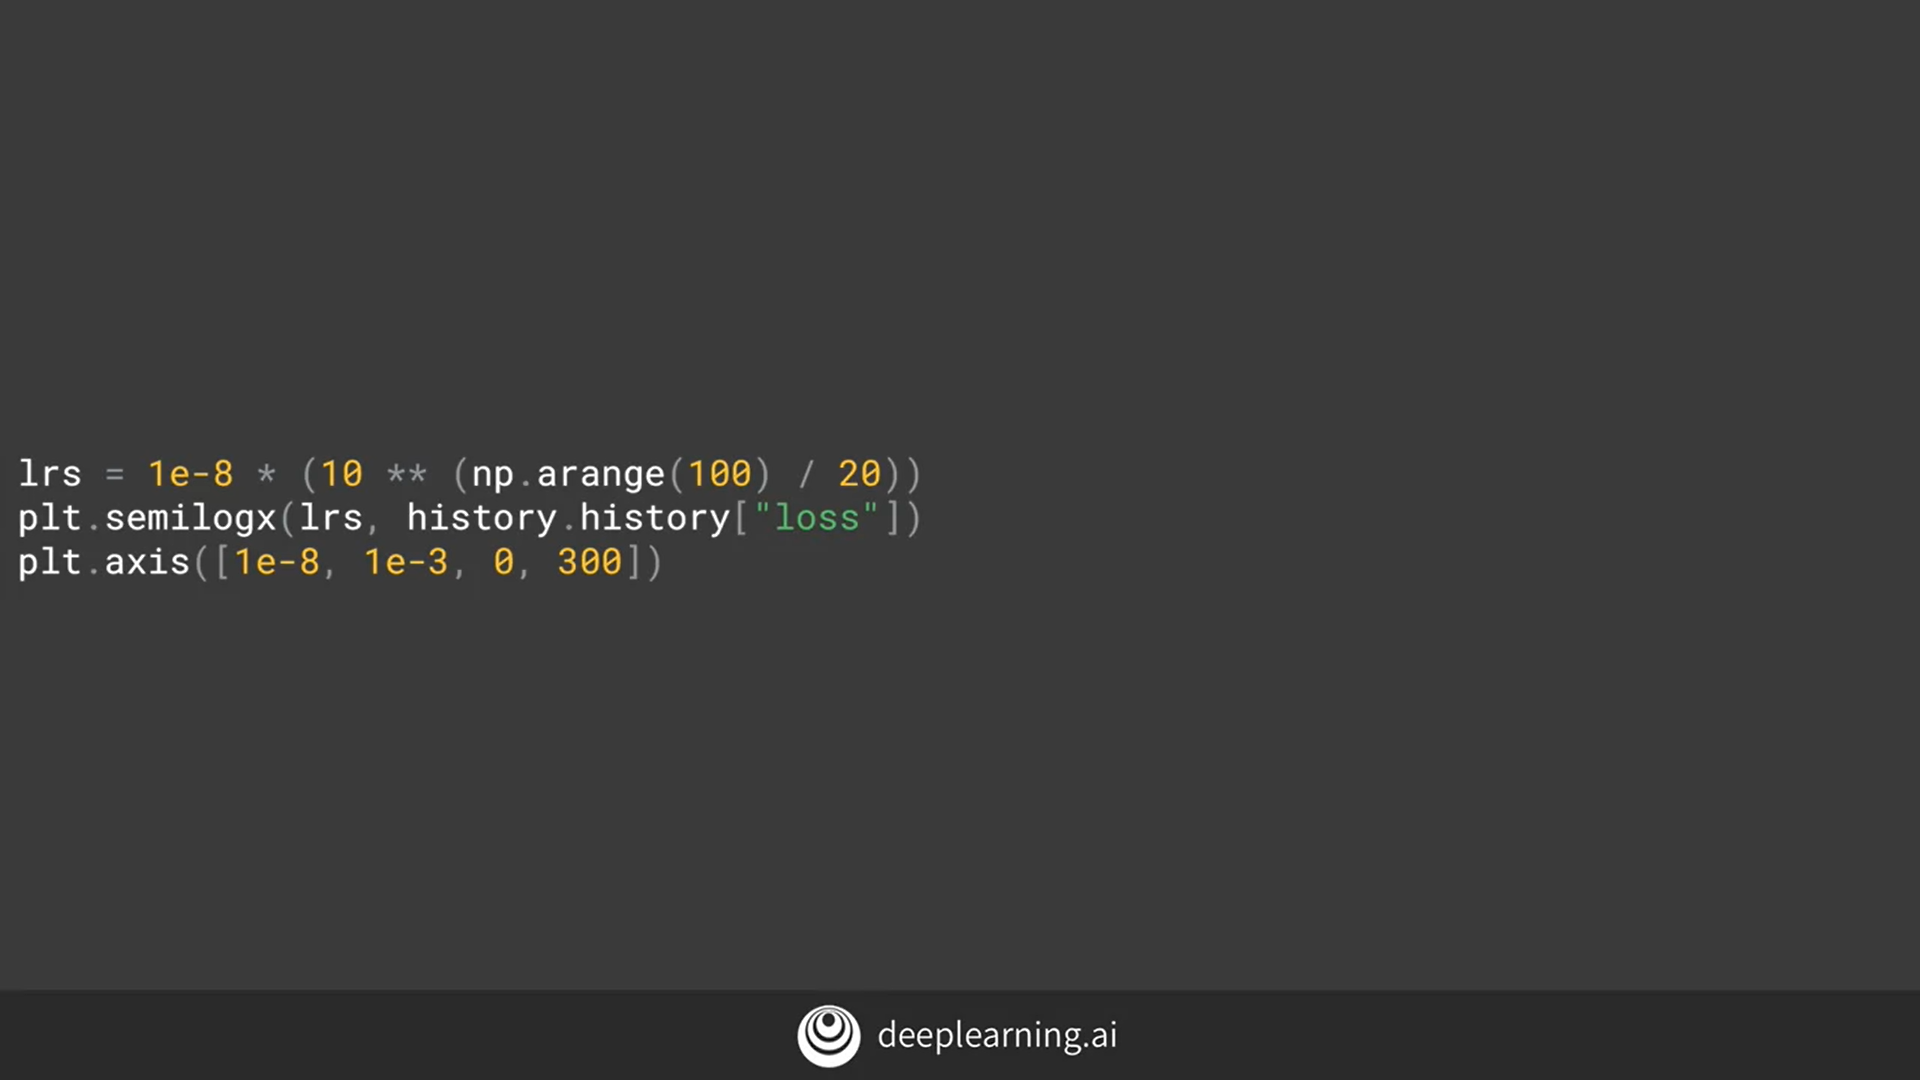 lrs = 1e-8 * (10 ** (np.arange(100) / 20))
plt.semilogx(lrs, history.history["loss"])
plt.axis([1e-8, 1e-3, 0, 300])
deeplearning.ai